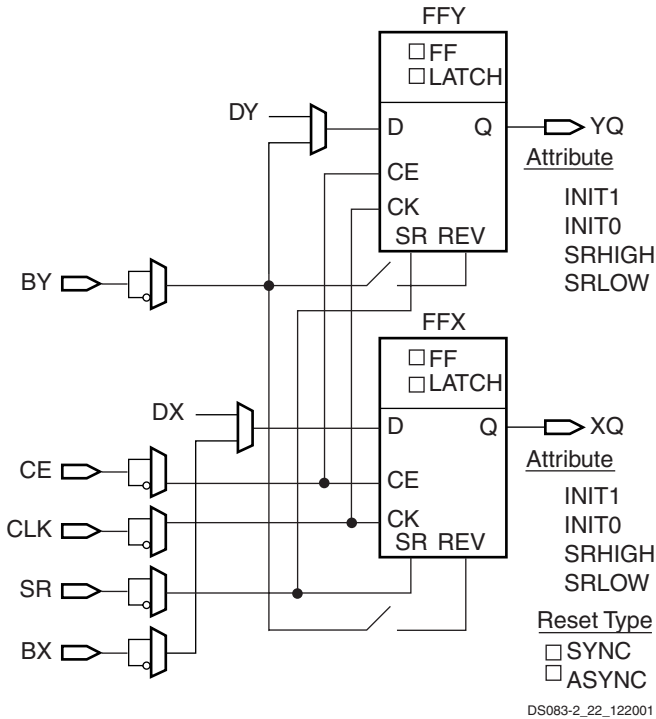 FFY
FF
LATCH
DY
D
Q
YQ
CE
CK
SR REV
Attribute
INIT1
INIT0
SRHIGH
SRLOW
BY
FFX
FF
LATCH
DX
D
Q
XQ
CE
CE
CLK
CK
SR REV
Attribute
INIT1
INIT0
SRHIGH
SRLOW
SR
BX
Reset Type
SYNC
ASYNC
DS083-2_22_122001